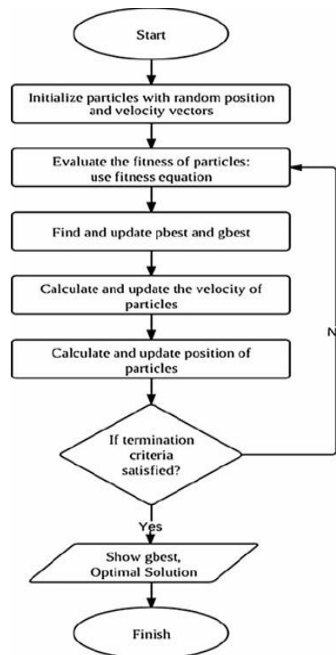 Start
Initialize particles with random position
and velocity vectors
Evaluate the fitness of particles:
use fitness equation
Find and update pbest and gbest
Calculate and update the velocity of
particles
Calculate and update position of
particles
If termination
criteria
satisfied?
N
Yes
Show gbest,
Optimal Solution
Finish